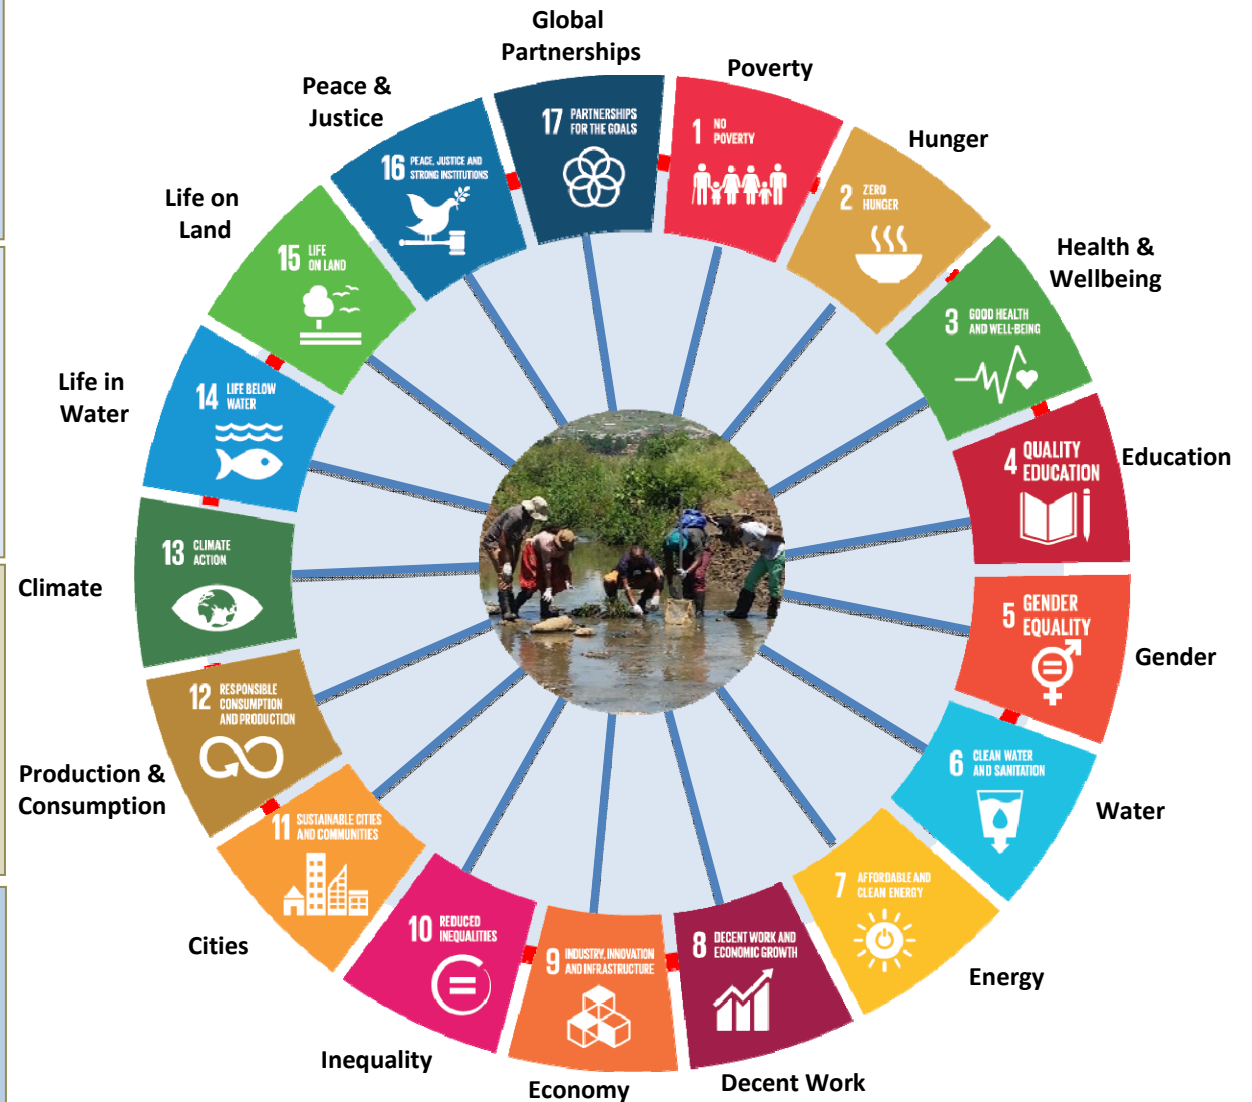 Global
Partnerships
17 PARTNERSHIPS
FOR THE GOALS
Poverty
1 NO
POVERTY
Hunger
2 ZERO
HUNGER
Health &
Wellbeing
3 GOOD HEALTH
AND WELL-BEING
Education
4 QUALITY
EDUCATION
Gender
5 GENDER
EQUALITY
Water
6 CLEAN WATER
AND SANITATION
Energy
7 AFFORDABLE AND
CLEAN ENERGY
Decent Work
8 DECENT WORK AND
ECONOMIC GROWTH
Economy
9 INDUSTRY, INNOVATION
AND INFRASTRUCTURE
Inequality
10 REDUCED
INEQUALITIES
Cities
11 SUSTAINABLE CITIES
AND COMMUNITIES
Production &
Consumption
12 RESPONSIBLE
CONSUMPTION
AND PRODUCTION
Climate
13 CLIMATE
ACTION
Life in
Water
14 LIFE BELOW
WATER
Life on
Land
15 LIFE
ON LAND
Peace &
Justice
16 PEACE, JUSTICE AND
STRONG INSTITUTIONS